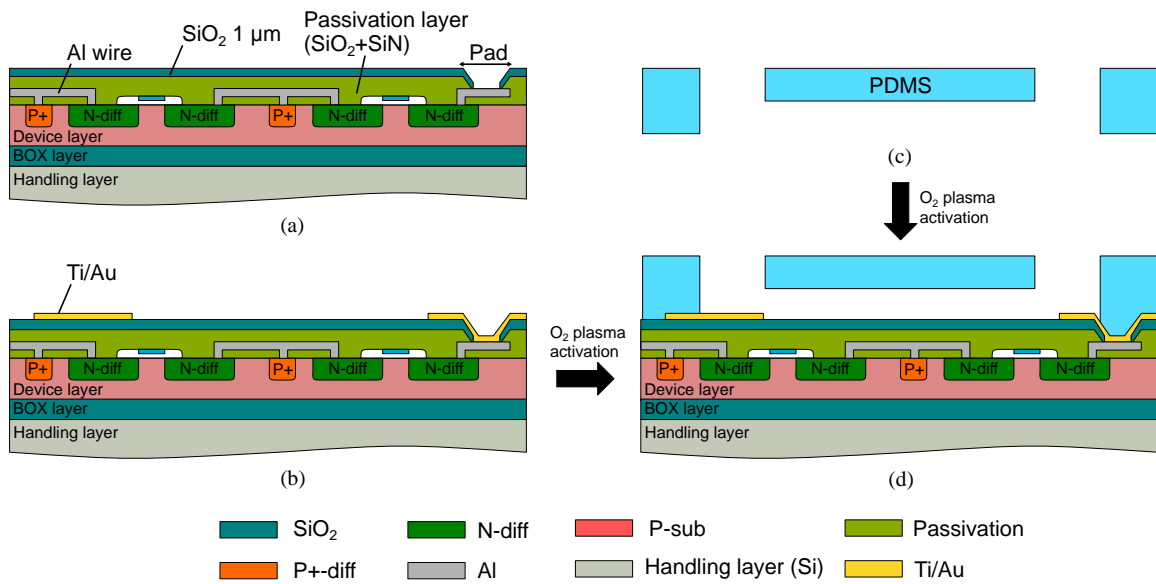 SiO2 1 µm
Passivation layer
(SiO2+SiN)
Al wire
Pad
P+
N-diff
N-diff
P+
N-diff
N-diff
Device layer
BOX layer
Handling layer
(a)
PDMS
(c)
O2 plasma
activation
Ti/Au
P+
N-diff
N-diff
P+
N-diff
N-diff
Device layer
BOX layer
Handling layer
(b)
O2 plasma
activation
P+
N-diff
N-diff
P+
N-diff
N-diff
Device layer
BOX layer
Handling layer
(d)
SiO2
N-diff
P-sub
Passivation
P+-diff
Al
Handling layer (Si)
Ti/Au